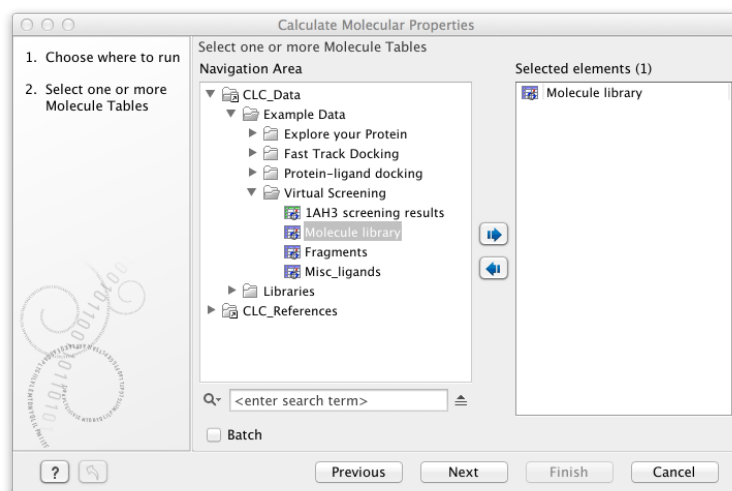 Calculate Molecular Properties
1. Choose where to run
2. Select one or more
Molecule Tables
Select one or more Molecule Tables
Navigation Area
CLC_Data
Example Data
Explore your Protein
Fast Track Docking
Protein-ligand docking
Virtual Screening
1AH3 screening results
Molecule library
Fragments
Misc_ligands
Libraries
CLC_References
<enter search term>
Batch
Selected elements (1)
Molecule library
?
Previous
Next
Finish
Cancel